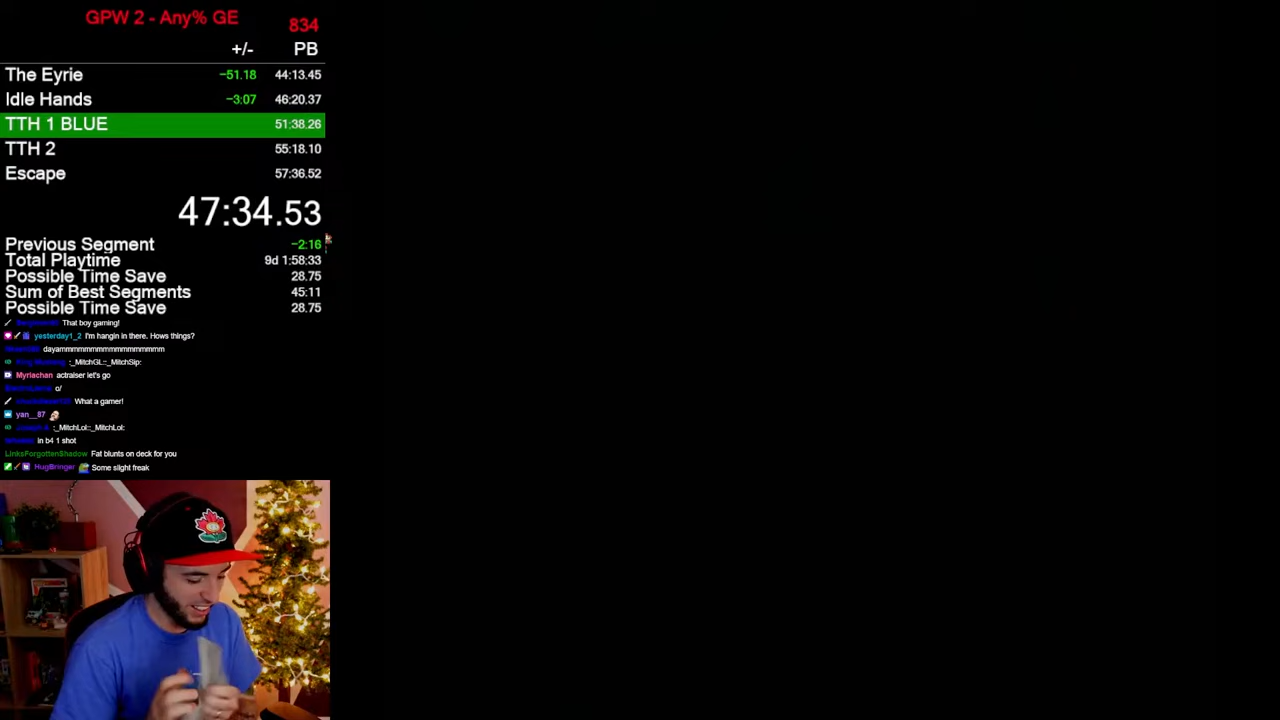 GPW 2 - Any% GE
834
+/- PB
The Eyrie −51.18 44:13.45
Idle Hands −3:07 46:20.37
TTH 1 BLUE 51:38.26
TTH 2 55:18.10
Escape 57:36.52
47:34.53
Previous Segment −2:16
Total Playtime 9d 1:58:33
Possible Time Save 28.75
Sum of Best Segments 45:11
Possible Time Save 28.75
That boy gaming!
yesterday1_2 I'm hangin in there. Hows things?
dayammmmmmmmmmmmmmmmm
:_MitchGL::_MitchSip:
Myriachan actraiser let's go
o/
What a gamer!
yan__87
:_MitchLol::_MitchLol:
in b4 1 shot
LinksForgottenShadow Fat blunts on deck for you
HugBringer Some slight freak